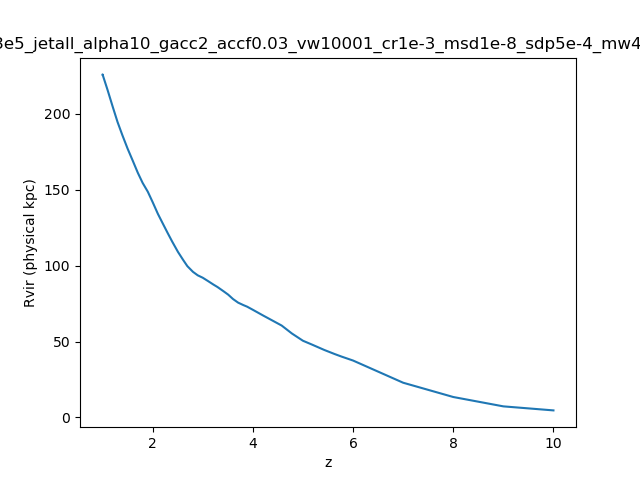 3e5_jetall_alpha10_gacc2_accf0.03_vw10001_cr1e-3_msd1e-8_sdp5e-4_mw4
200
150
100
50
0
Rvir (physical kpc)
2 4 6 8 10
z